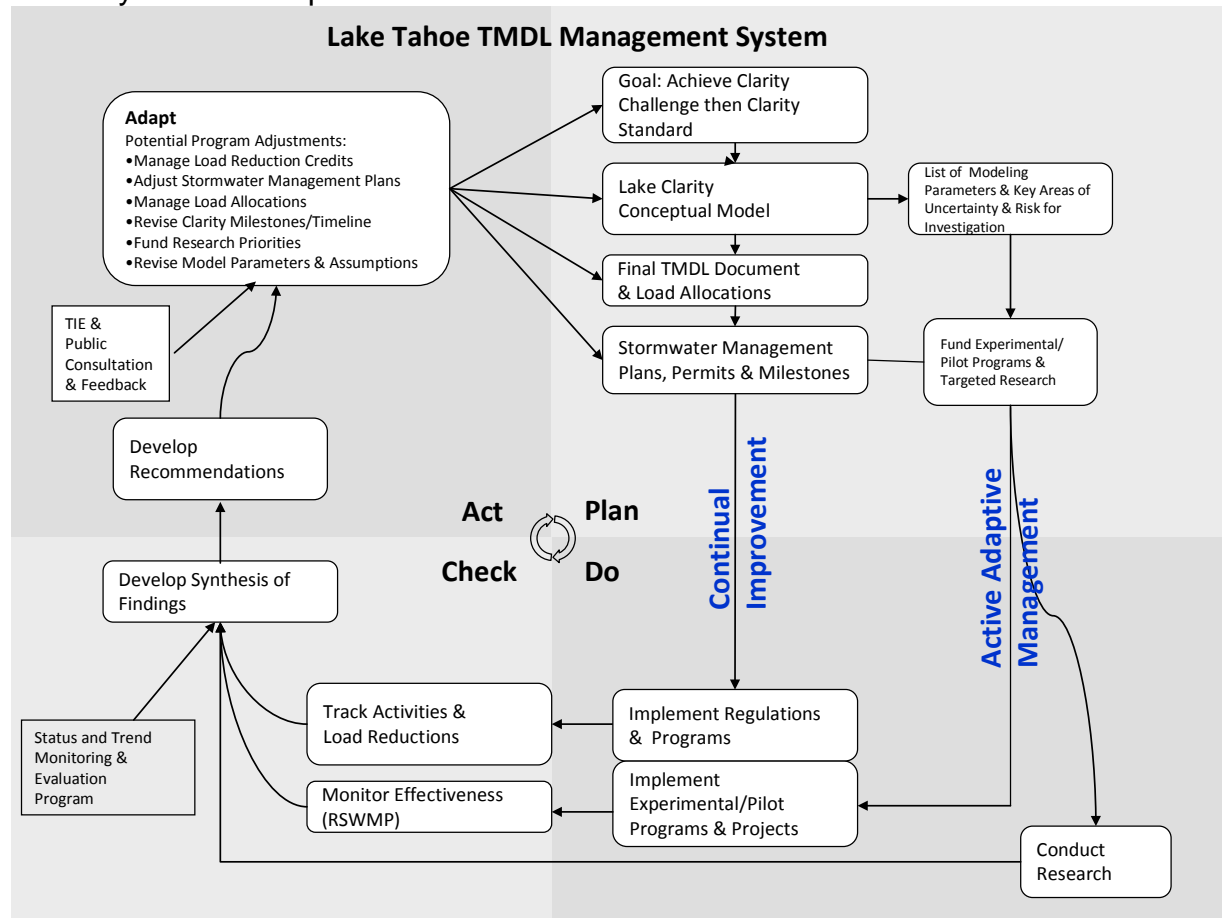 Lake Tahoe TMDL Management System
Adapt
Potential Program Adjustments:
•Manage Load Reduction Credits
•Adjust Stormwater Management Plans
•Manage Load Allocations
•Revise Clarity Milestones/Timeline
•Fund Research Priorities
•Revise Model Parameters & Assumptions
Goal: Achieve Clarity
Challenge then Clarity
Standard
Lake Clarity
Conceptual Model
List of Modeling
Parameters & Key Areas of
Uncertainty & Risk for
Investigation
Final TMDL Document
& Load Allocations
Stormwater Management
Plans, Permits & Milestones
Fund Experimental/
Pilot Programs &
Targeted Research
TIE &
Public
Consultation
& Feedback
Develop
Recommendations
Act
Plan
Check
Do
Continual
Improvement
Active Adaptive
Management
Develop Synthesis of
Findings
Status and Trend
Monitoring &
Evaluation
Program
Track Activities &
Load Reductions
Monitor Effectiveness
(RSWMP)
Implement Regulations
& Programs
Implement
Experimental/Pilot
Programs & Projects
Conduct
Research